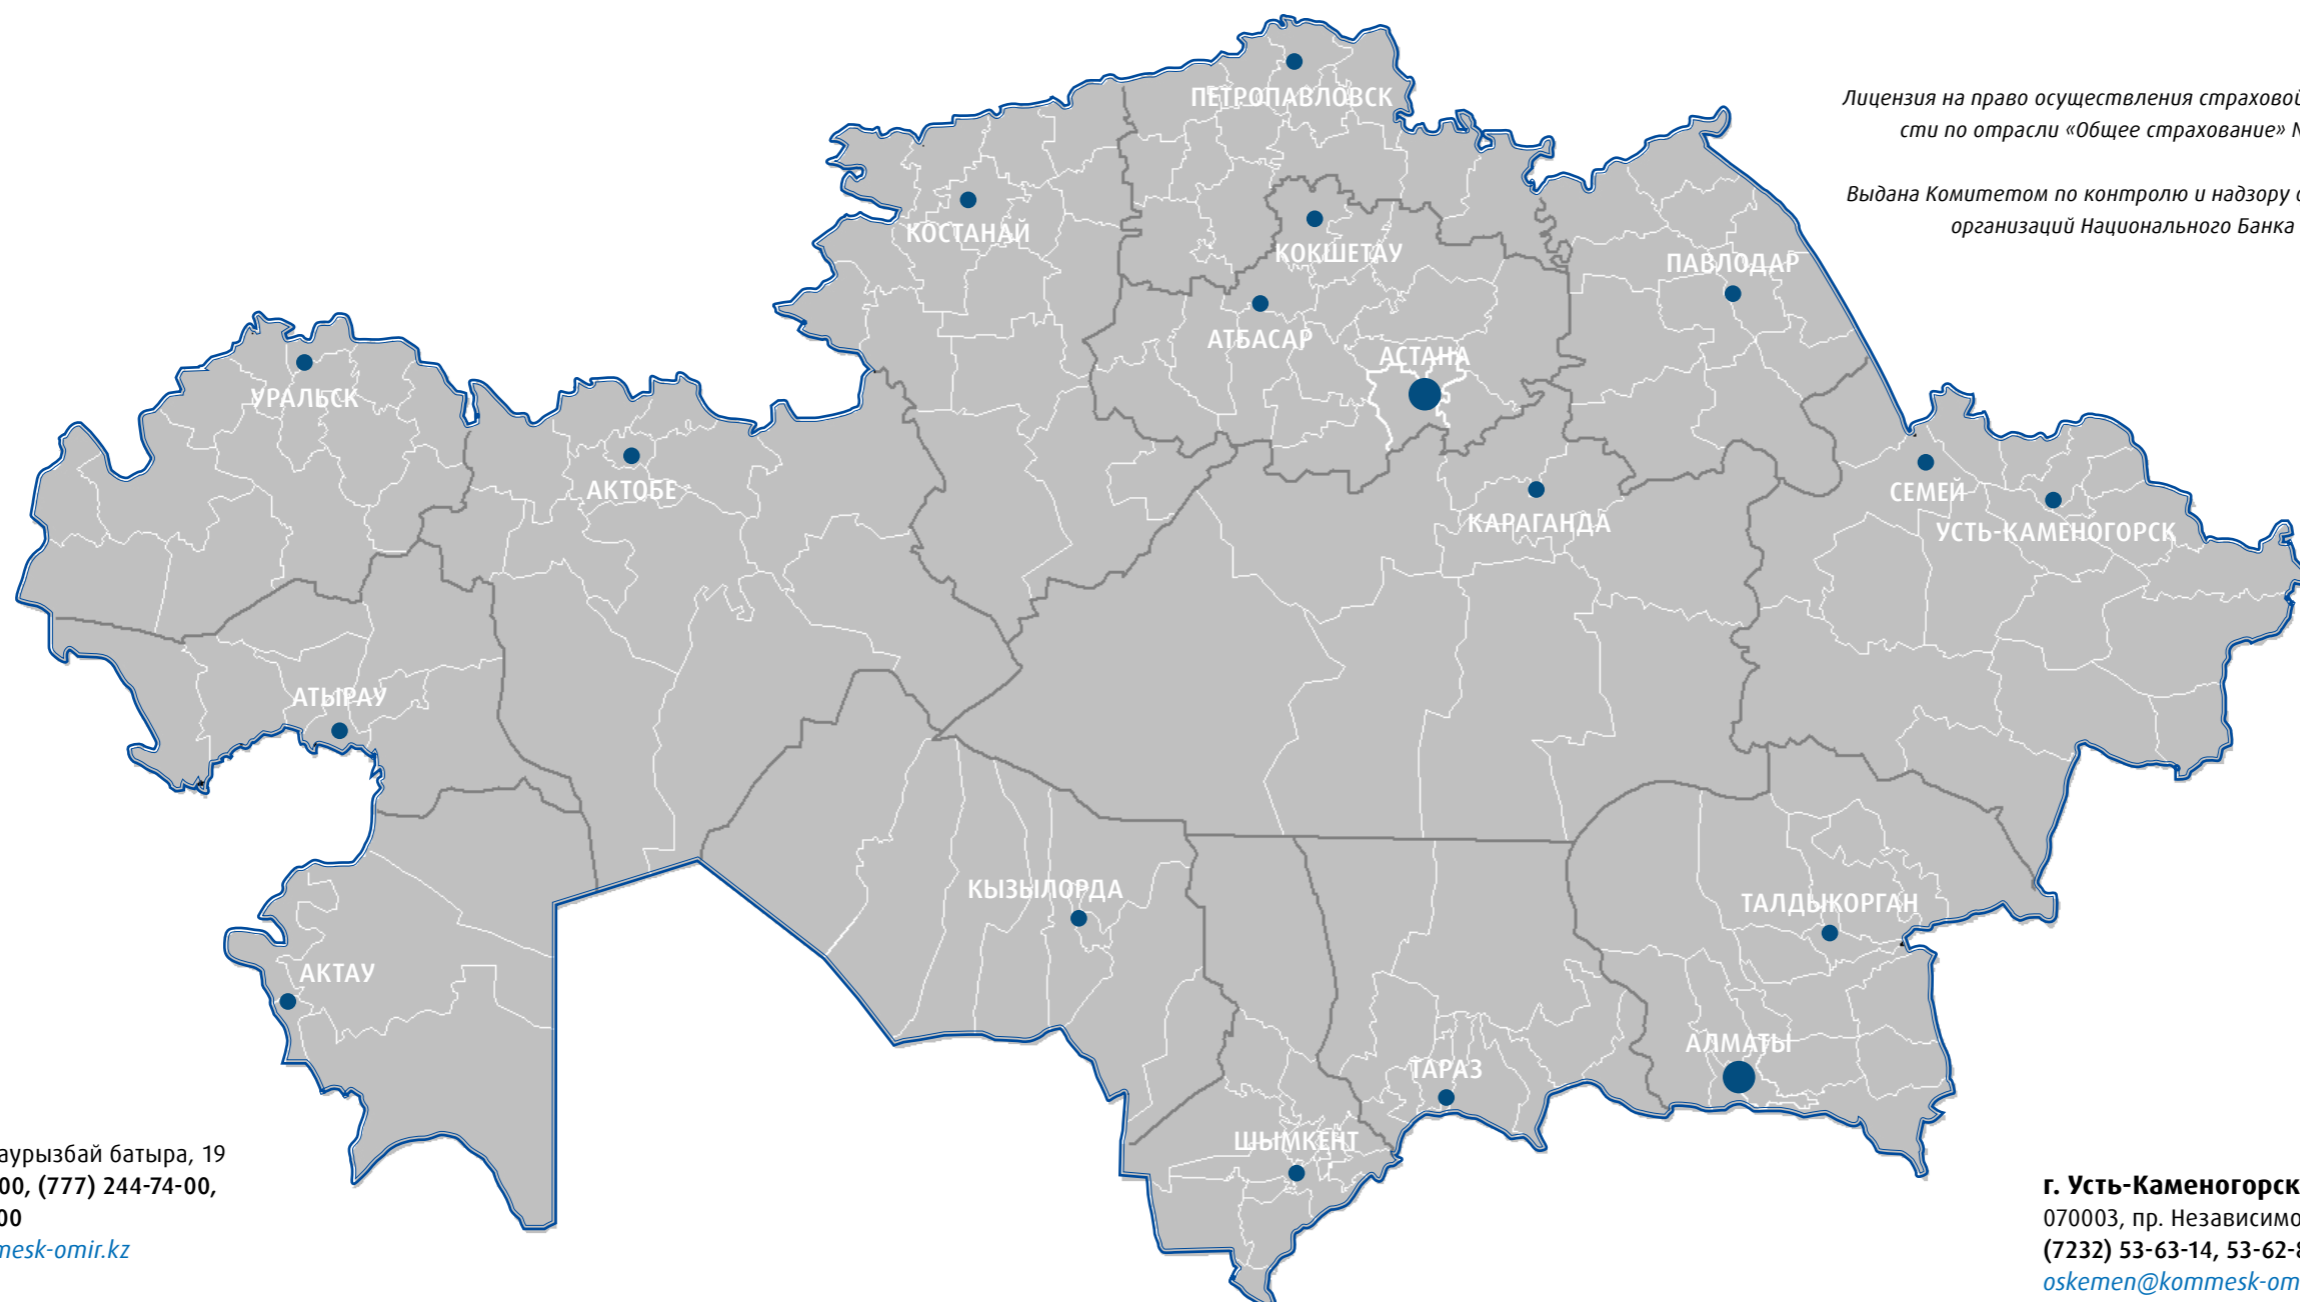 ПЕТРОПАВЛОВСК
Лицензия на право осуществления страховой
сти по отрасли «Общее страхование» №
Выдана Комитетом по контролю и надзору
организаций Национального Банка
КОСТАНАЙ
КОКШЕТАУ
ПАВЛОДАР
АТБАСАР
АСТАНА
УРАЛЬСК
АКТОБЕ
СЕМЕЙ
КАРАГАНДА
УСТЬ-КАМЕНОГОРСК
АТЫРАУ
КЫЗЫЛОРДА
ТАЛДЫКОРГАН
АКТАУ
АЛМАТЫ
ТАРАЗ
ШЫМКЕНТ
аурызбай батыра, 19
00, (777) 244-74-00,
00
mesk-omir.kz
г. Усть-Каменогорск
070003, пр. Независимо
(7232) 53-63-14, 53-62-8
oskemen@kommesk-om